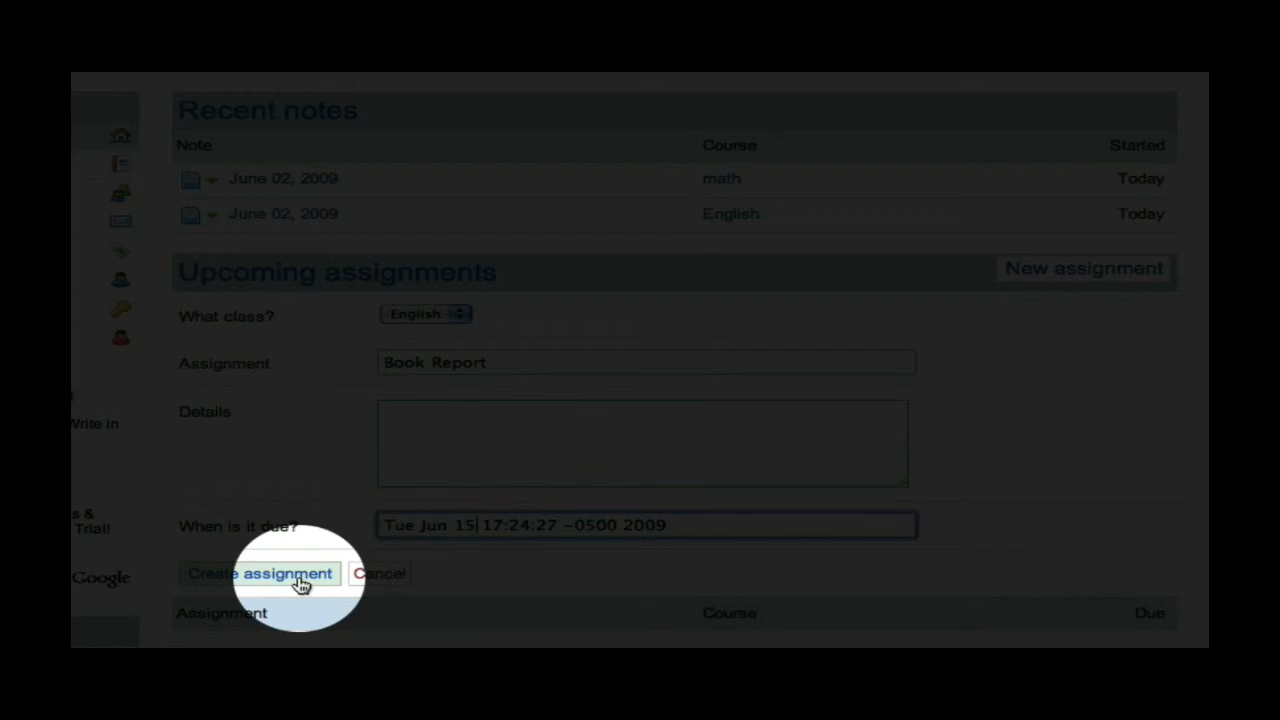 Recent notes
Note Course Started
June 02, 2009 math Today
June 02, 2009 English Today
Upcoming assignments New assignment
What class? English
Assignment Book Report
Details
Write in
s &
Trial!
When is it due? Tue Jun 15 17:24:27 -0500 2009
Create assignment Cancel
Google
Assignment Course Due